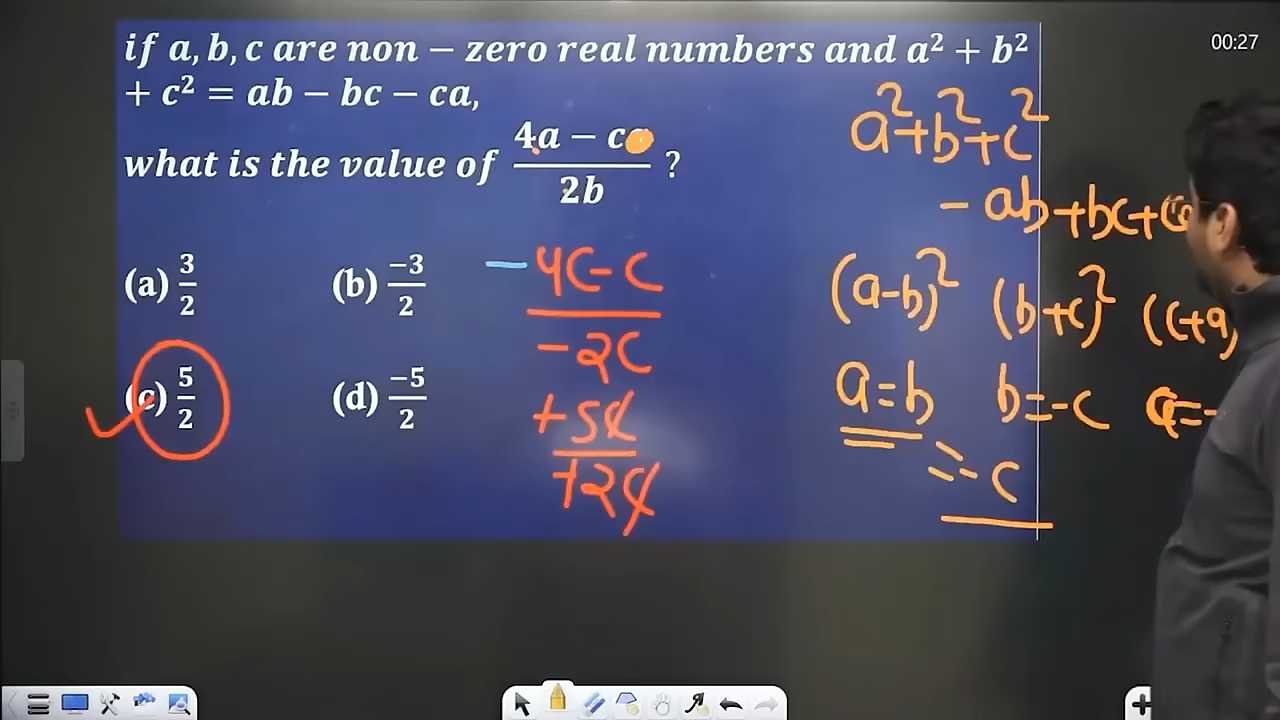 00:27
if a, b, c are non – zero real numbers and a² + b²
+ c² = ab – bc – ca,
what is the value of (4a – c)/(2b) ?
(a) 3/2 (b) –3/2
(c) 5/2 (d) –5/2
–4c–c
–2c
+5c
+2c
a²+b²+c²
– ab+bc+
(a–b)² (b+c)² (c+a)
a=b b=–c a=–
=–c